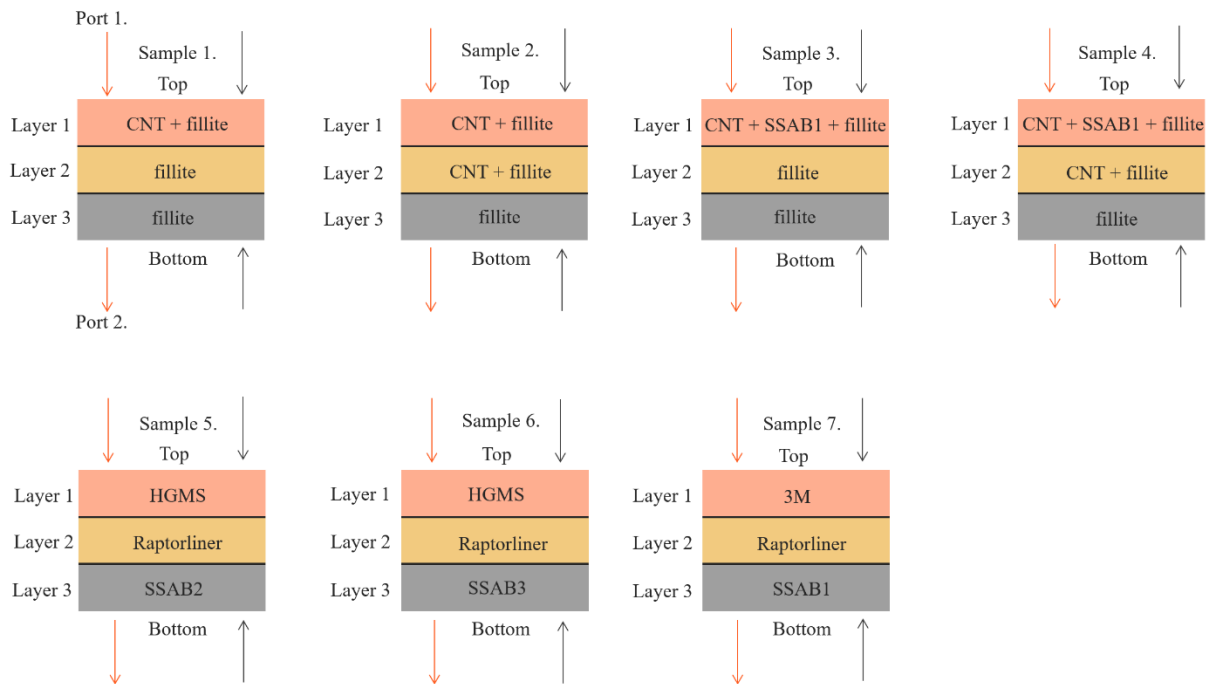 Port 1.
Sample 1.
Top
Layer 1
CNT + fillite
Layer 2
fillite
Layer 3
fillite
Bottom
Port 2.
Sample 2.
Top
Layer 1
CNT + fillite
Layer 2
CNT + fillite
Layer 3
fillite
Bottom
Sample 3.
Top
Layer 1
CNT + SSAB1 + fillite
Layer 2
fillite
Layer 3
fillite
Bottom
Sample 4.
Top
Layer 1
CNT + SSAB1 + fillite
Layer 2
CNT + fillite
Layer 3
fillite
Bottom
Sample 5.
Top
Layer 1
HGMS
Layer 2
Raptorliner
Layer 3
SSAB2
Bottom
Sample 6.
Top
Layer 1
HGMS
Layer 2
Raptorliner
Layer 3
SSAB3
Bottom
Sample 7.
Top
Layer 1
3M
Layer 2
Raptorliner
Layer 3
SSAB1
Bottom